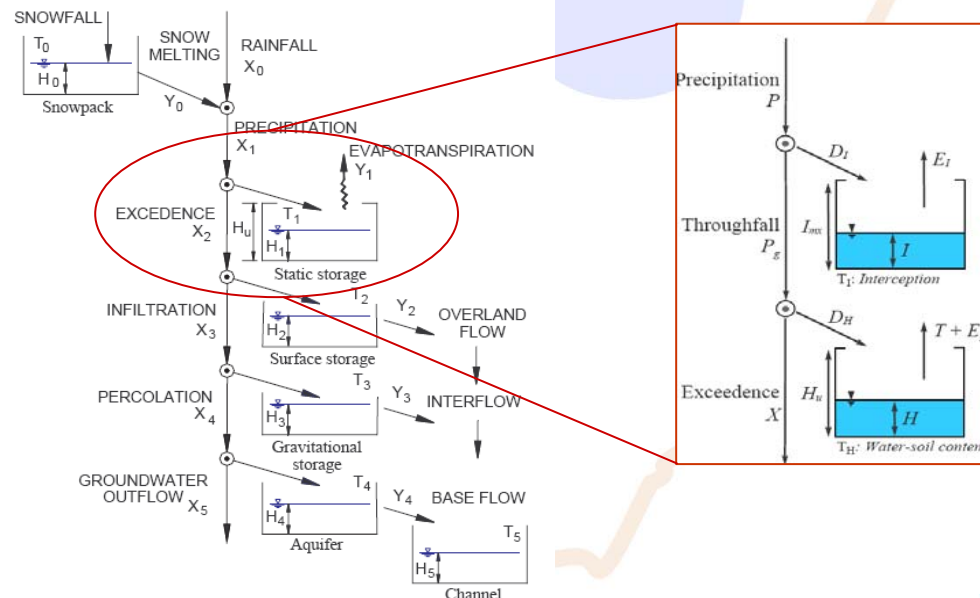 SNOWFALL
T0
H0
Snowpack
SNOW
MELTING
Y0
RAINFALL
X0
PRECIPITATION
X1
EVAPOTRANSPIRATION
Y1
EXCEDENCE
X2
Hu
T1
H1
Static storage
INFILTRATION
X3
T2
H2
Y2
Surface storage
OVERLAND
FLOW
PERCOLATION
X4
T3
H3
Y3
Gravitational
storage
INTERFLOW
GROUNDWATER
OUTFLOW
X5
T4
H4
Y4
Aquifer
BASE FLOW
T5
H5
Channel
Precipitation
P
DI
EI
Throughfall
Pg
Imx
I
TI: Interception
DH
T + E
Exceedence
X
Hu
H
TH: Water-soil conten